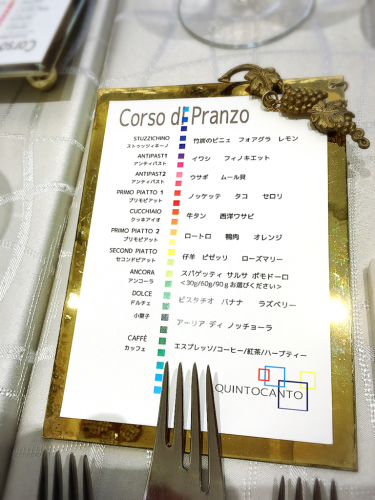 Corso
Corso di Pranzo
STUZZICHINO
ストゥッツィキーノ
竹炭のビニェ フォアグラ レモン
ANTIPAST1
アンティパスト
イワシ フィノキエット
ANTIPAST2
アンティパスト
ウサギ ムール貝
PRIMO PIATTO 1
プリモピアット
ノッケッテ タコ セロリ
CUCCHIAIO
クッキアイオ
牛タン 西洋ワサビ
PRIMO PIATTO 2
プリモピアット
ロートロ 鴨肉 オレンジ
SECOND PIATTO
セコンドピアット
仔羊 ピゼッリ ローズマリー
ANCORA
アンコーラ
スパゲッティ サルサ ポモドーロ
＜30g/60g/90gお選びください＞
DOLCE
ドルチェ
ピスタチオ バナナ ラズベリー
小菓子
アーリア ディ ノッチョーラ
CAFFÈ
カッフェ
エスプレッソ/コーヒー/紅茶/ハーブティー
QUINTOCANTO